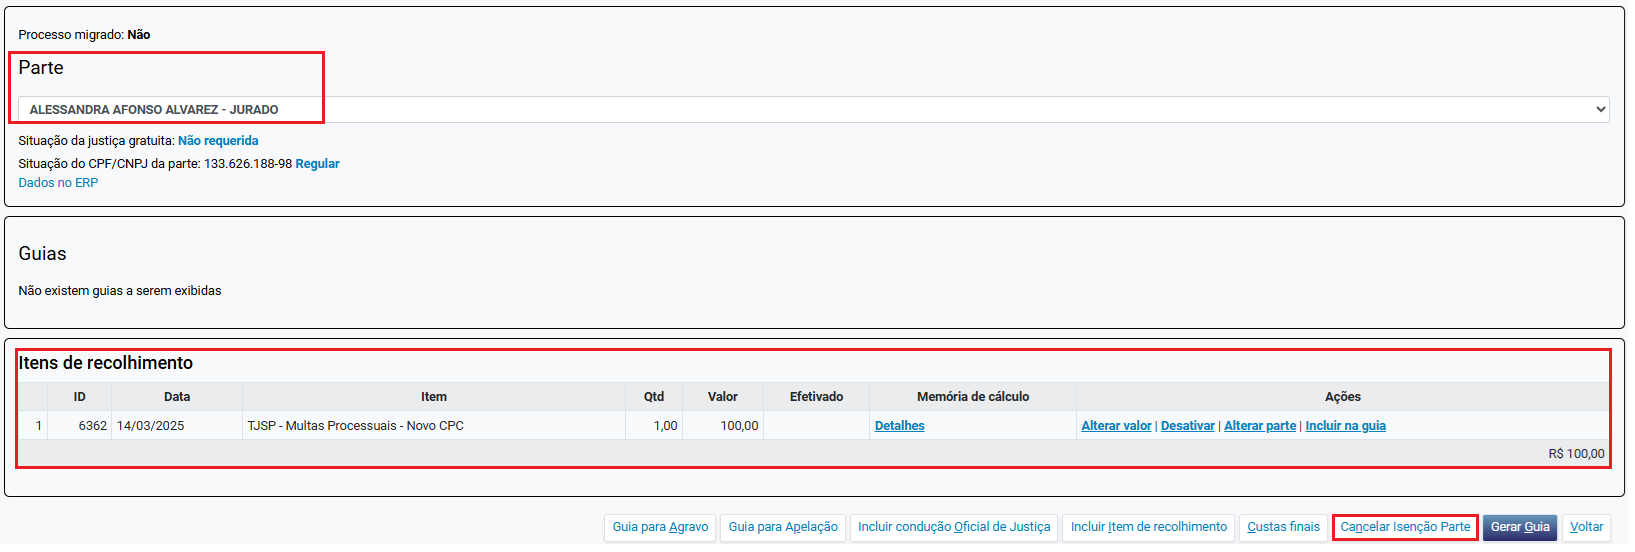 Processo migrado: Não
Parte
ALESSANDRA AFONSO ALVAREZ - JURADO
Situação da justiça gratuita: Não requerida
Situação do CPF/CNPJ da parte: 133.626.188-98 Regular
Dados no ERP
Guias
Não existem guias a serem exibidas
Itens de recolhimento
ID Data Item Qtd Valor Efetivado Memória de cálculo Ações
1 6362 14/03/2025 TJSP - Multas Processuais - Novo CPC 1,00 100,00 Detalhes Alterar valor | Desativar | Alterar parte | Incluir na guia
R$ 100,00
Guia para Agravo Guia para Apelação Incluir condução Oficial de Justiça Incluir Item de recolhimento Custas finais Cancelar Isenção Parte Gerar Guia Voltar